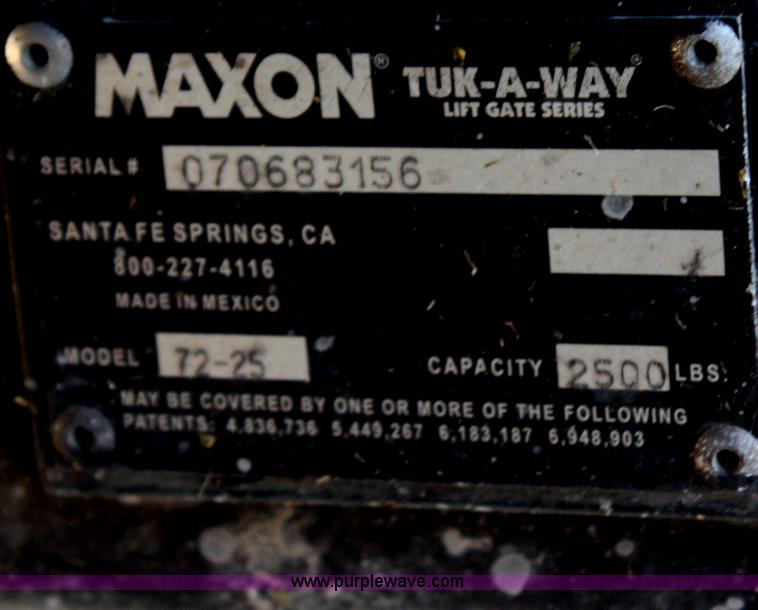 MAXON® TUK-A-WAY®
LIFT GATE SERIES
SERIAL# 070683156
SANTA FE SPRINGS, CA
800-227-4116
MADE IN MEXICO
MODEL 72-25 CAPACITY 2500 LBS.
MAY BE COVERED BY ONE OR MORE OF THE FOLLOWING
PATENTS: 4,836,736 5,449,267 6,183,187 6,948,903
www.purplewave.com